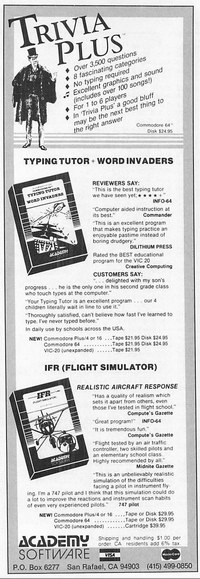 TRIVIA
PLUS™
♦ Over 3,500 questions
♦ 8 fascinating categories
♦ No typing required
♦ Excellent graphics and sound
(includes over 100 songs!)
♦ For 1 to 6 players
♦ In 'Trivia Plus' a good bluff
may be the next best thing to
the right answer
Commodore 64
Disk $24.95
TYPING TUTOR + WORD INVADERS
TYPING TUTOR
WORD INVADERS
ACADEMY
REVIEWERS SAY:
"This is the best typing tutor
we have seen yet; ★★★★+"
INFO-64
"Computer aided instruction at
its best." Commander
"This is an excellent program
that makes typing practice an
enjoyable pastime instead of
boring drudgery."
DILITHIUM PRESS
Rated the BEST educational
program for the VIC 20
Creative Computing
CUSTOMERS SAY:
"... delighted with my son's
progress ... he is the only one in his second grade class
who touch types at the computer."
"Your Typing Tutor is an excellent program ... our 4
children literally wait in line to use it."
"Thoroughly satisfied, can't believe how fast I've learned to
type. I've never typed before."
In daily use by schools across the USA.
NEW! Commodore Plus/4 or 16 ... Tape $21.95 Disk $24.95
Commodore 64 ... Tape $21.95 Disk $24.95
VIC-20 (unexpanded) ... Tape $21.95
IFR (FLIGHT SIMULATOR)
IFR
ACADEMY
REALISTIC AIRCRAFT RESPONSE
"Has a quality of realism which
sets it apart from others, even
those I've tested in flight school."
Compute's Gazette
"Great program!" INFO-64
"It is tremendous fun."
Compute's Gazette
"Flight tested by an air traffic
controller, two skilled pilots and
an elementary school class.
Highly recommended by all."
Midnite Gazette
"This is an unbelievably realistic
simulation of the difficulties
facing a pilot in instrument fly-
ing. I'm a 747 pilot and I think that this simulation could do
a lot to improve the reactions and instrument scan habits
of even very experienced pilots." 747 pilot
NEW! Commodore Plus/4 or 16 ... Tape or Disk $29.95
Commodore 64 ... Tape or Disk $29.95
VIC-20 (unexpanded) ... Cartridge $39.95
ACADEMY
SOFTWARE
Shipping and handling $1.00 per
order. CA residents add 6% tax
VISA
P.O. Box 6277 San Rafael, CA 94903 (415) 499-0850